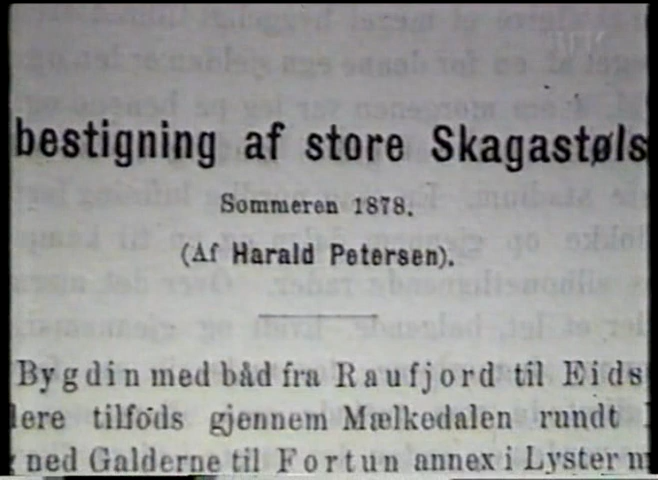 bestigning af store Skagastøls
Sommeren 1878.
(Af Harald Petersen).
Bygdin med båd fra Raufjord til Eids
lere tilföds gjennem Mælkedalen rundt
ned Galderne til Fortun annex i Lyster